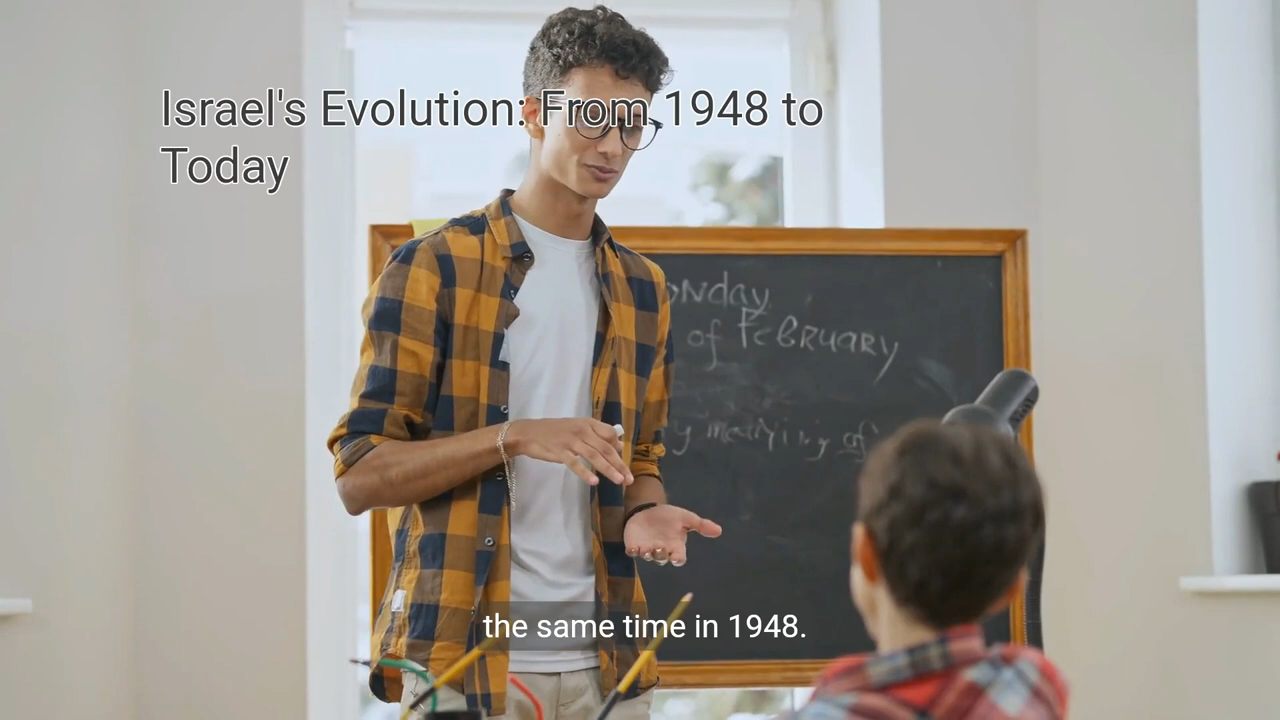 Israel's Evolution: From 1948 to
Today
of February
the same time in 1948.